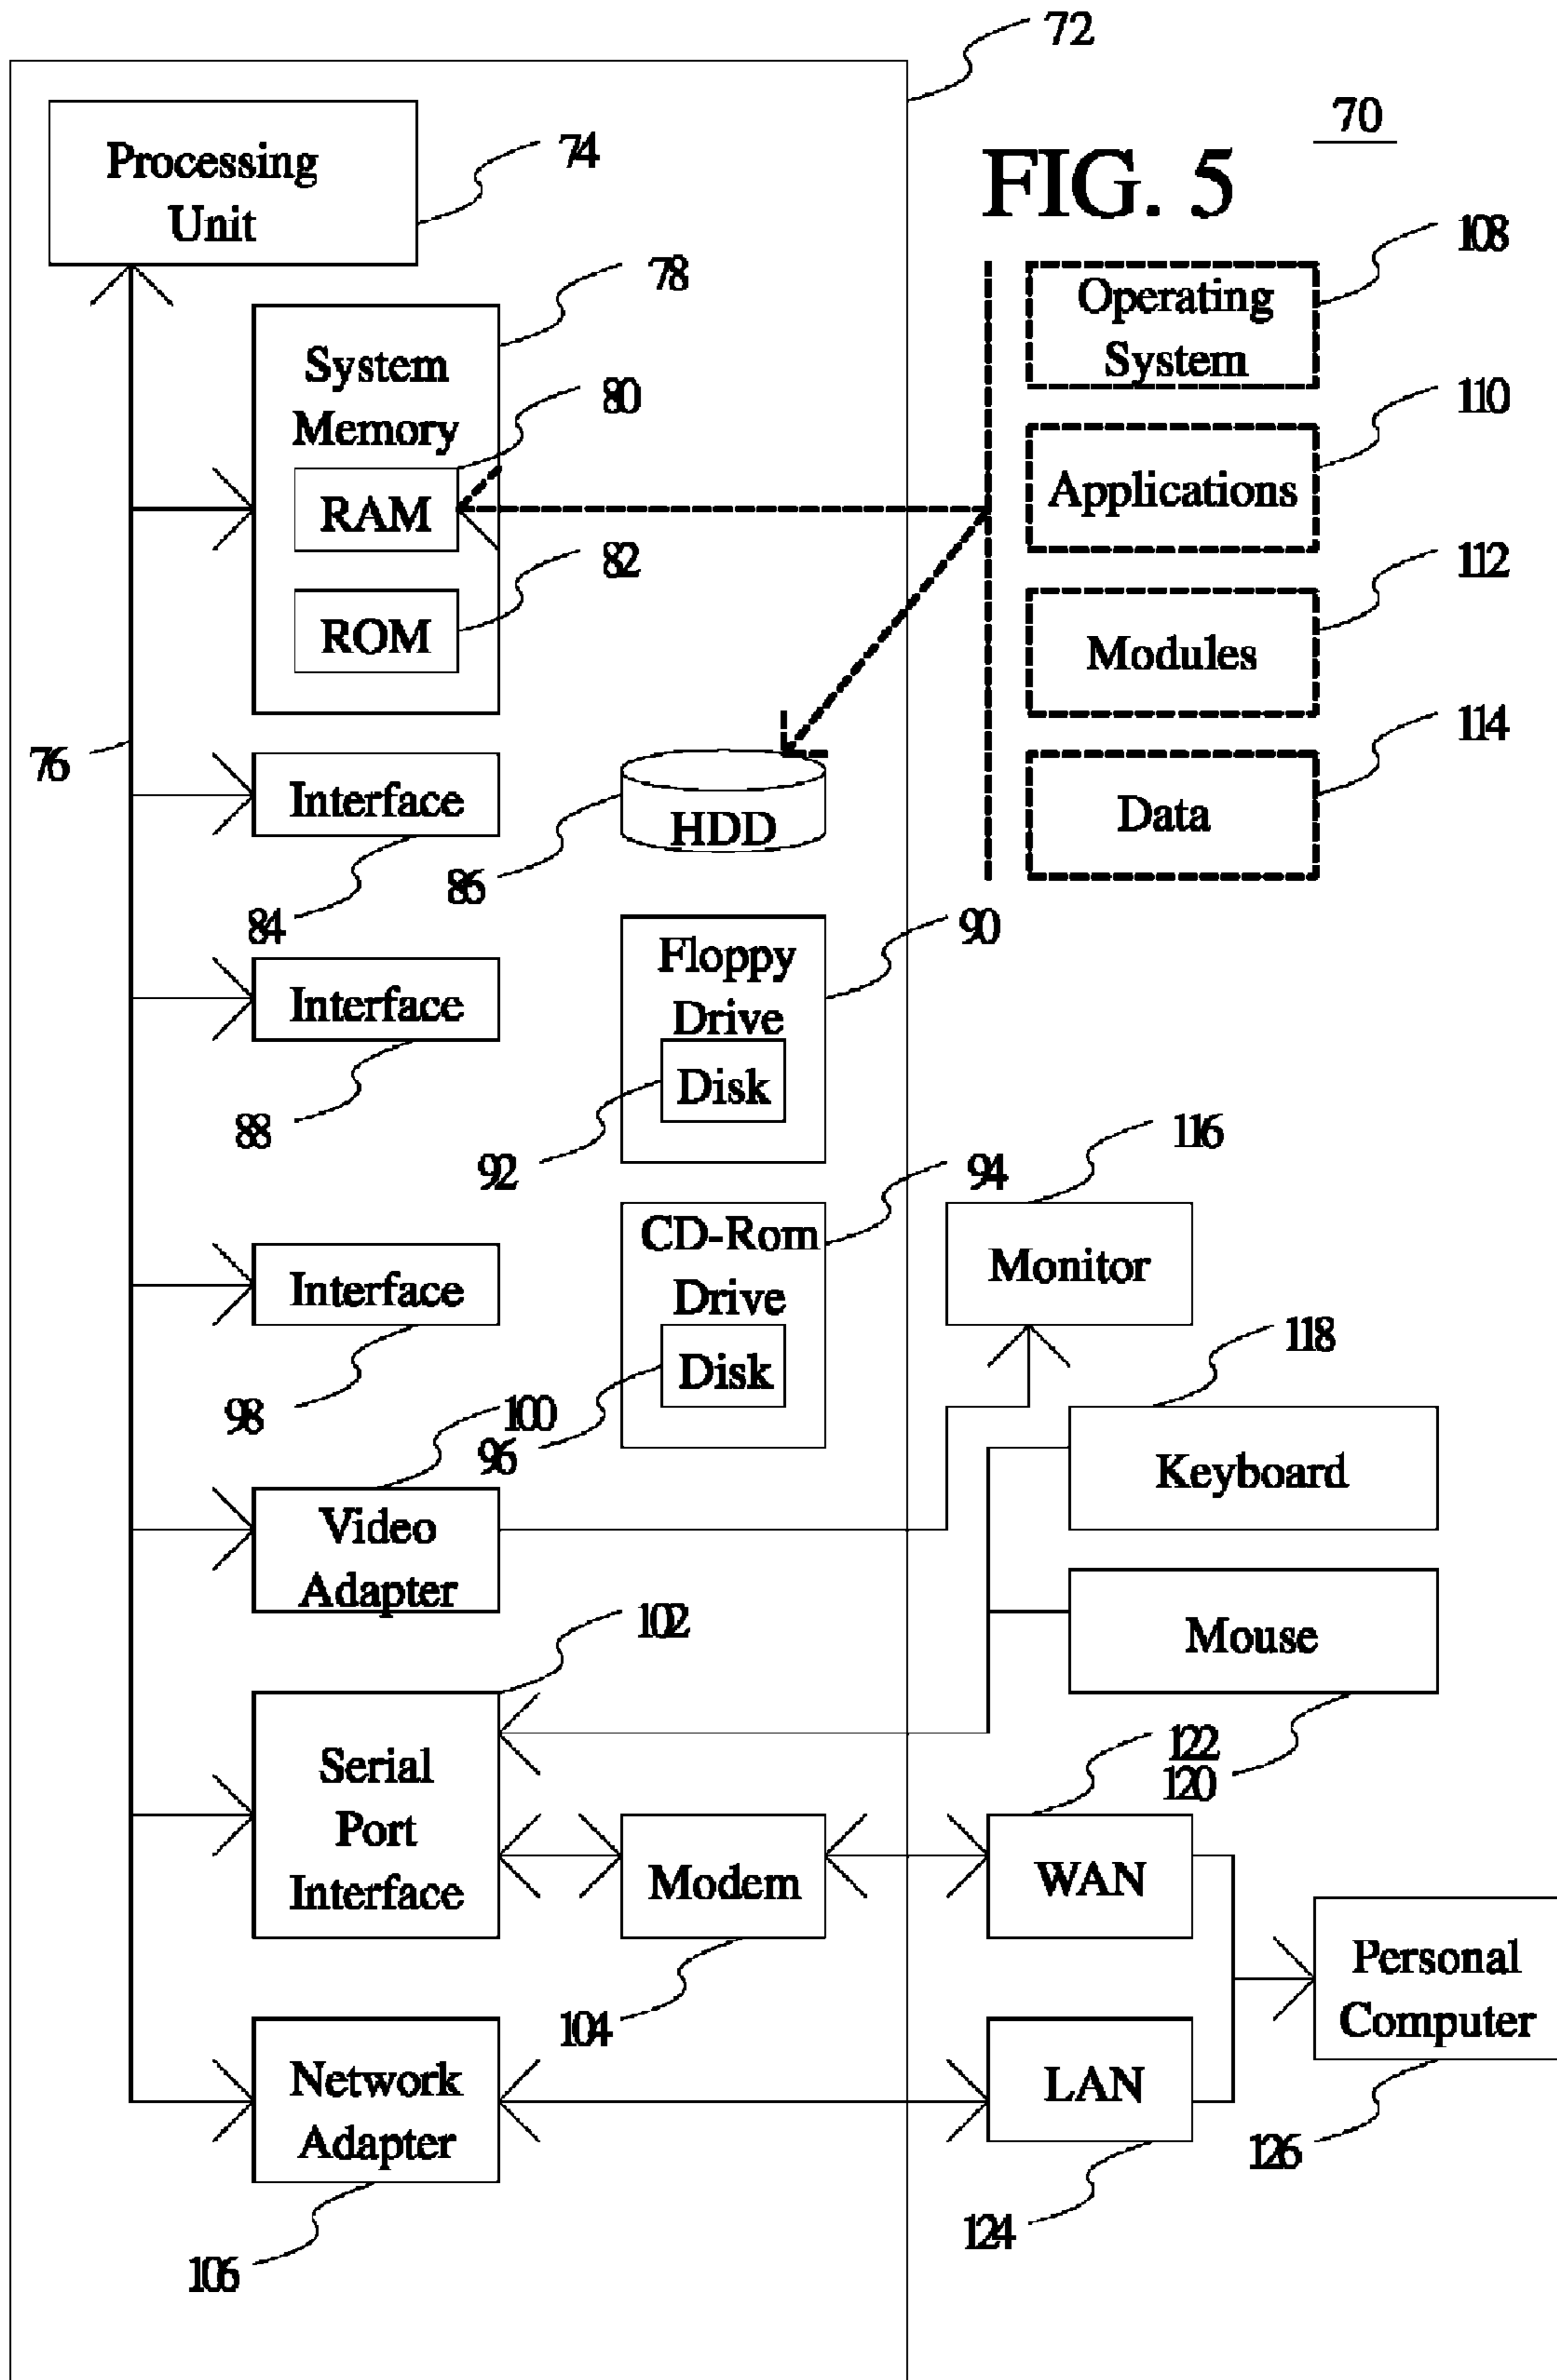 72
70
FIG. 5
74
Processing
Unit
78
System
Memory
80
RAM
82
ROM
108
Operating
System
110
Applications
112
Modules
114
Data
76
Interface
84
HDD
86
Interface
88
90
Floppy
Drive
Disk
92
94
CD-Rom
Drive
Disk
96
Interface
98
116
Monitor
118
Keyboard
100
Video
Adapter
Mouse
120
102
Serial
Port
Interface
Modem
104
122
WAN
Personal
Computer
126
Network
Adapter
106
LAN
124